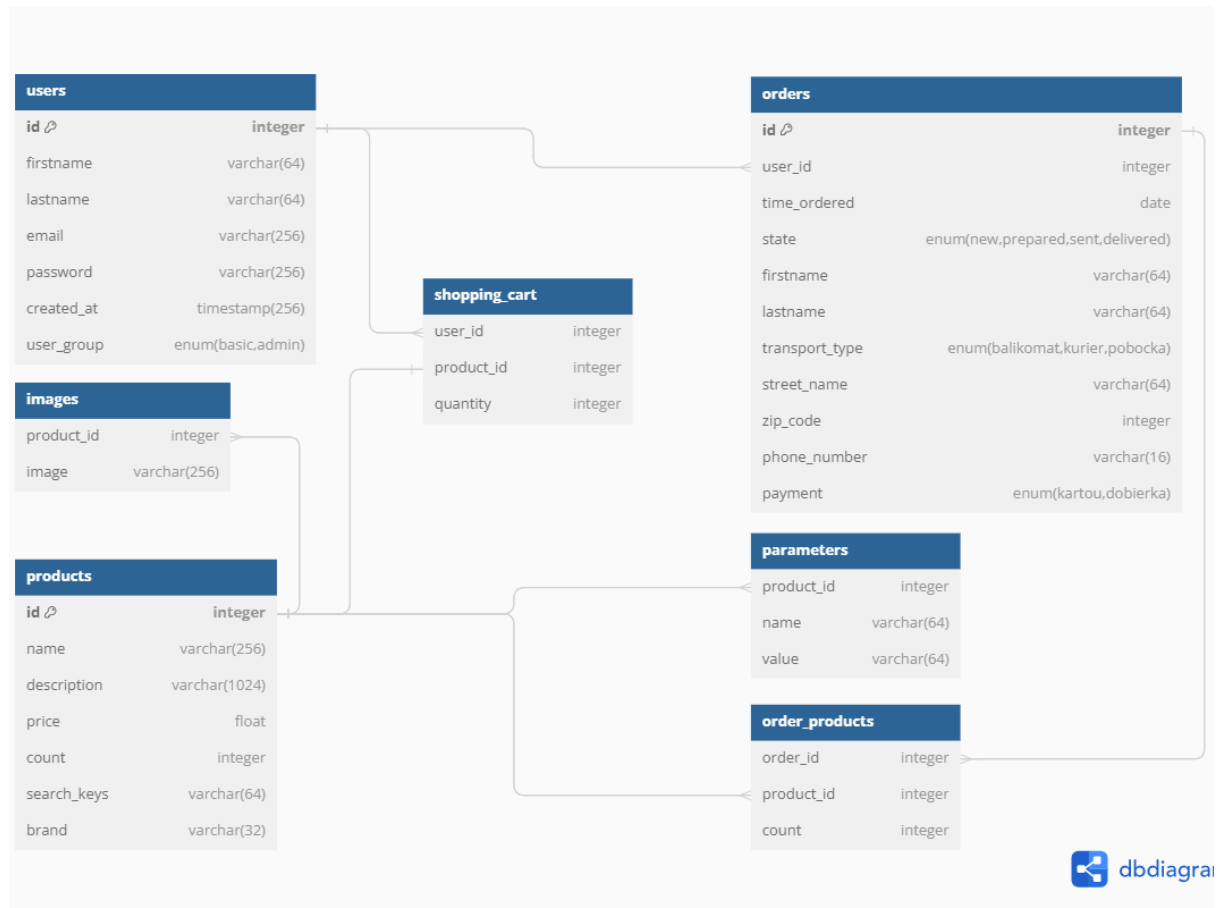 users
id integer
firstname varchar(64)
lastname varchar(64)
email varchar(256)
password varchar(256)
created_at timestamp(256)
user_group enum(basic,admin)
images
product_id integer
image varchar(256)
products
id integer
name varchar(256)
description varchar(1024)
price float
count integer
search_keys varchar(64)
brand varchar(32)
shopping_cart
user_id integer
product_id integer
quantity integer
orders
id integer
user_id integer
time_ordered date
state enum(new,prepared,sent,delivered)
firstname varchar(64)
lastname varchar(64)
transport_type enum(balikomat,kurier,pobocka)
street_name varchar(64)
zip_code integer
phone_number varchar(16)
payment enum(kartou,dobierka)
parameters
product_id integer
name varchar(64)
value varchar(64)
order_products
order_id integer
product_id integer
count integer
dbdiagra